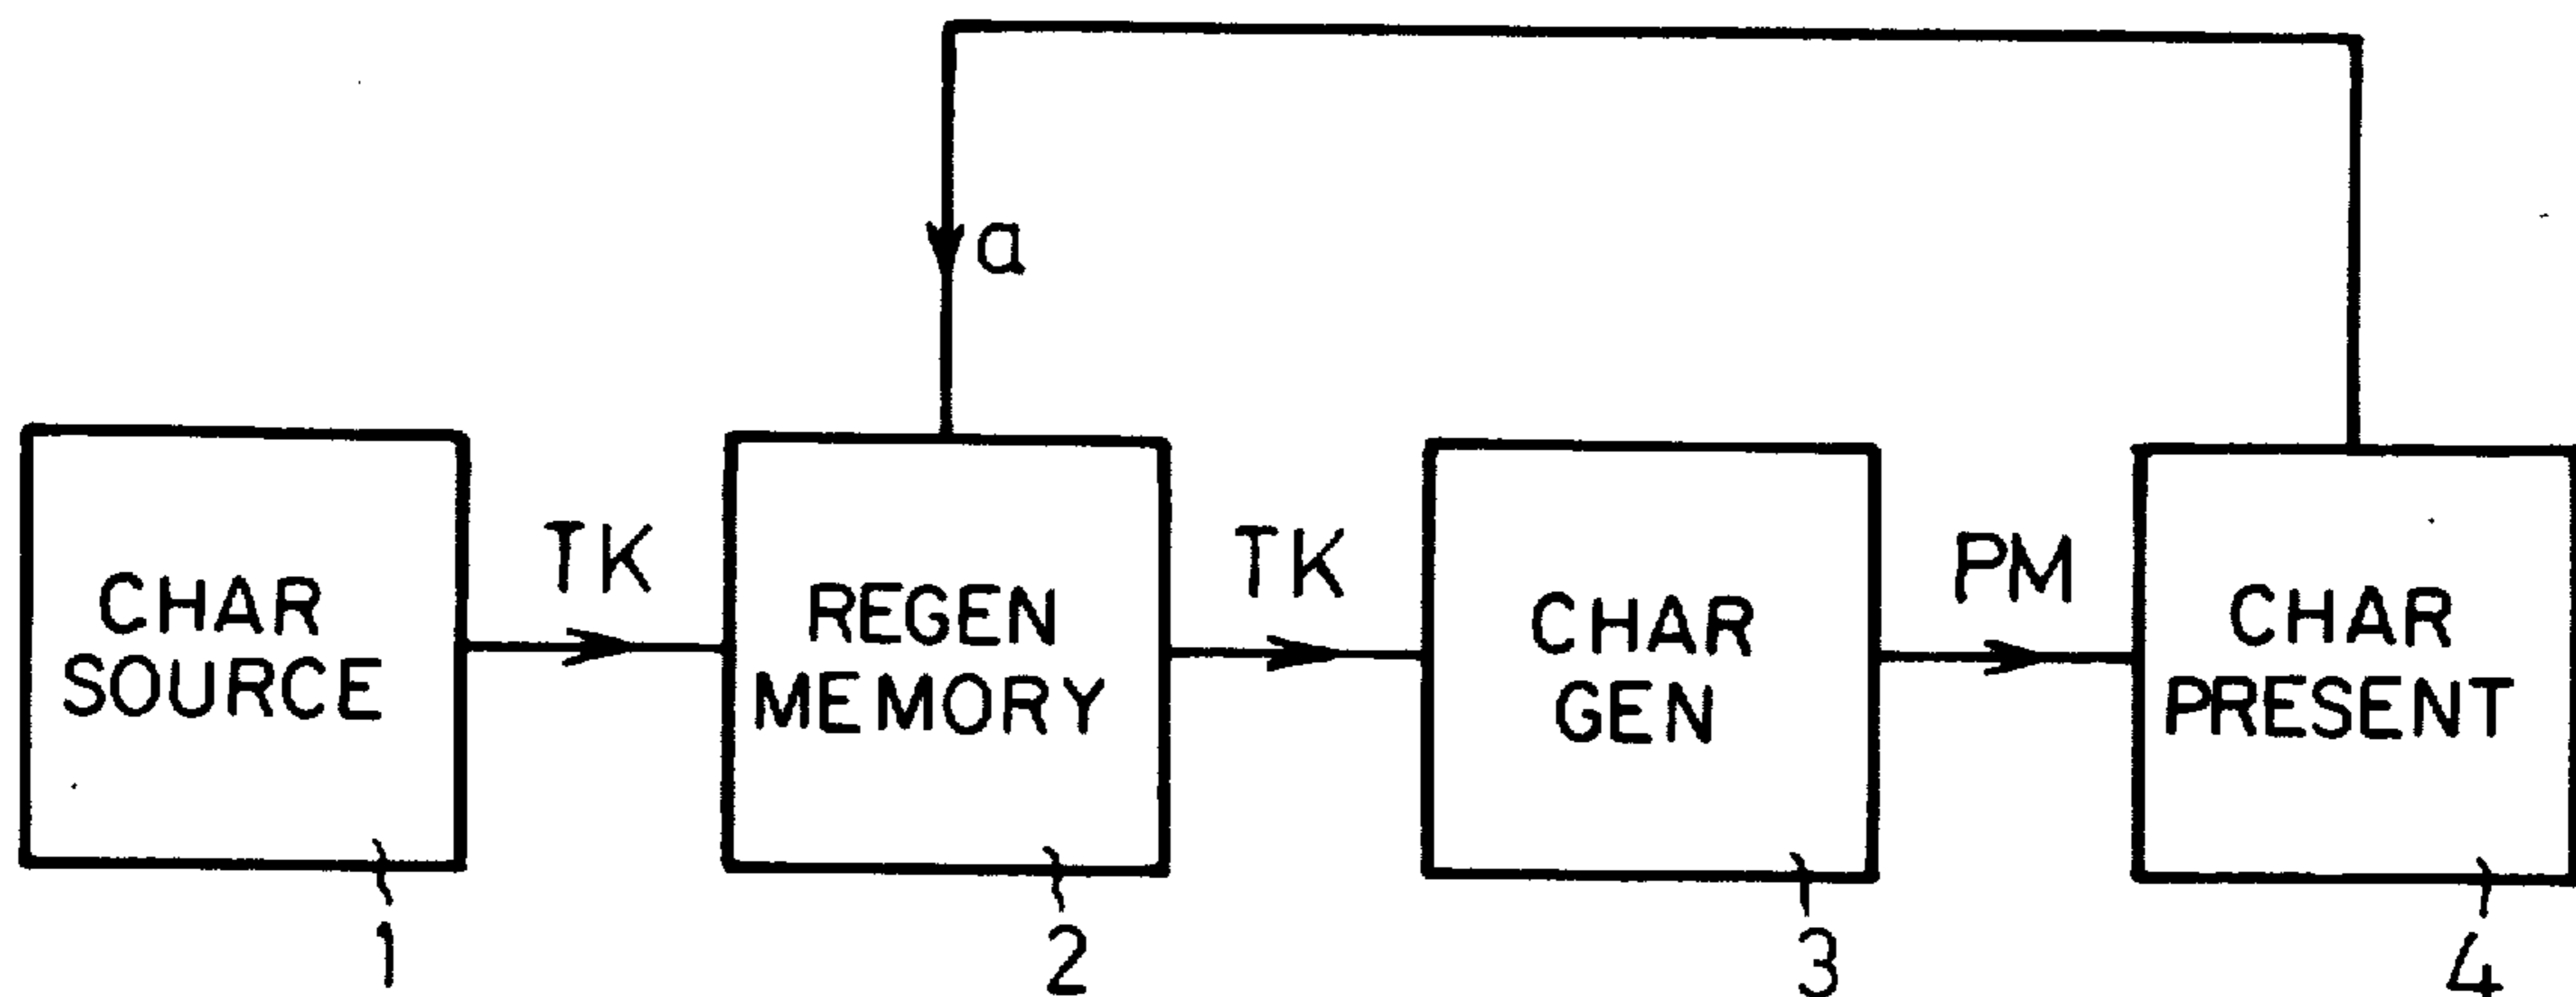 a
CHAR
SOURCE
TK
REGEN
MEMORY
TK
CHAR
GEN
PM
CHAR
PRESENT
1
2
3
4